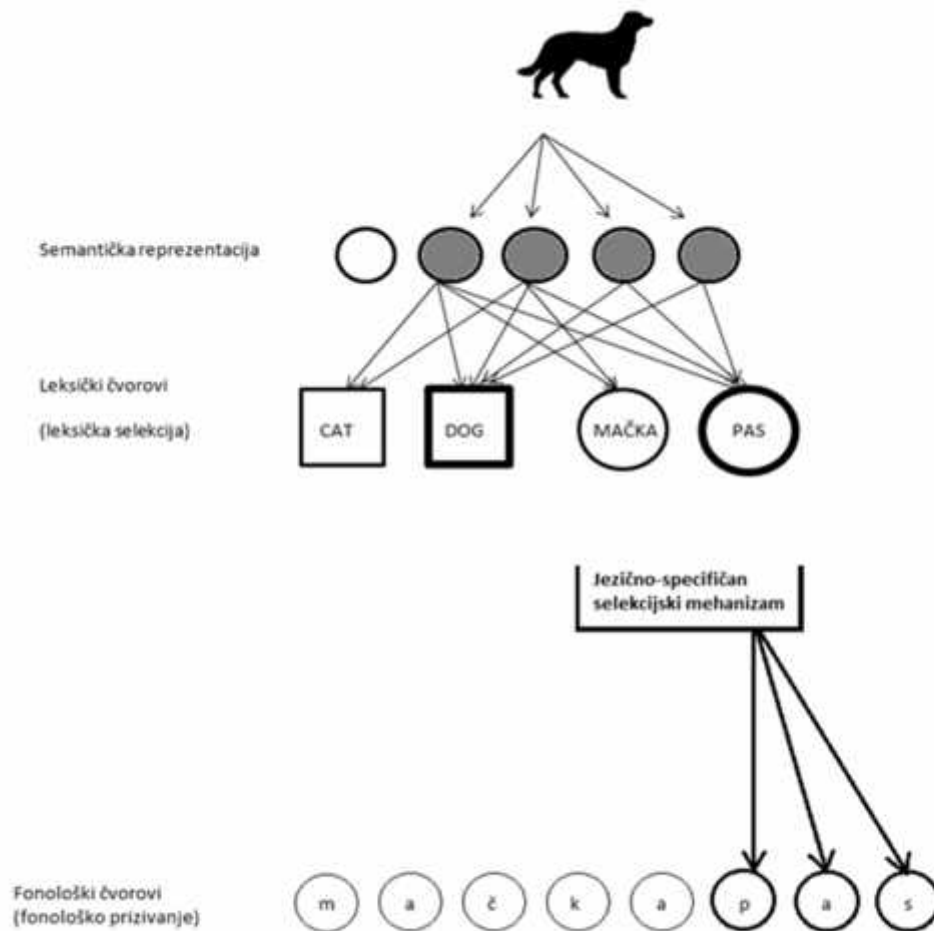 Semantička reprezentacija
Leksički čvorovi
(leksička selekcija)
CAT
DOG
MAČKA
PAS
Jezično-specifičan
selekcijski mehanizam
Fonološki čvorovi
(fonološko prizivanje)
m a č k a p a s